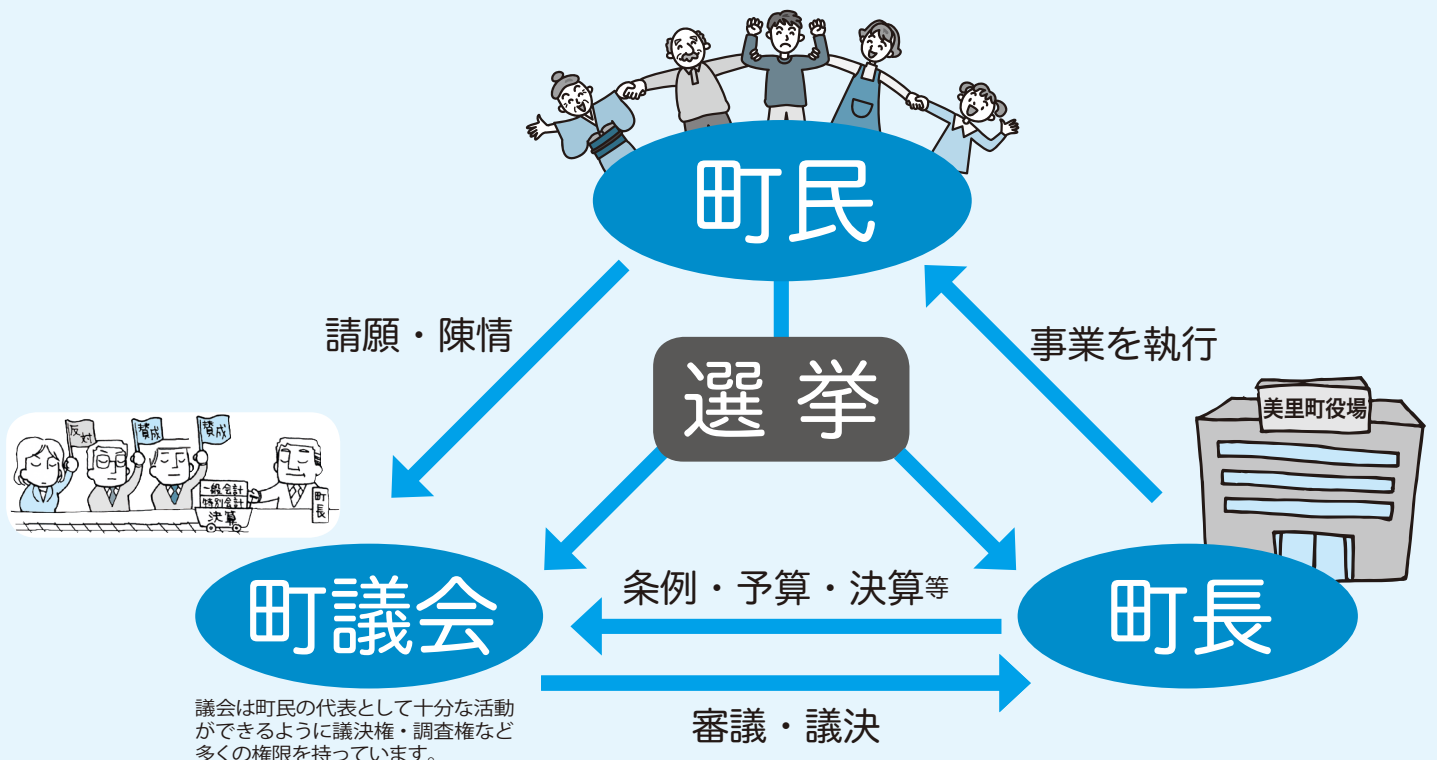 町民
請願・陳情
事業を執行
選挙
美里町役場
反対
賛成
賛成
一般会計
特別会計
決算
町長
条例・予算・決算等
町議会
町長
審議・議決
議会は町民の代表として十分な活動
ができるように議決権・調査権など
多くの権限を持っています。